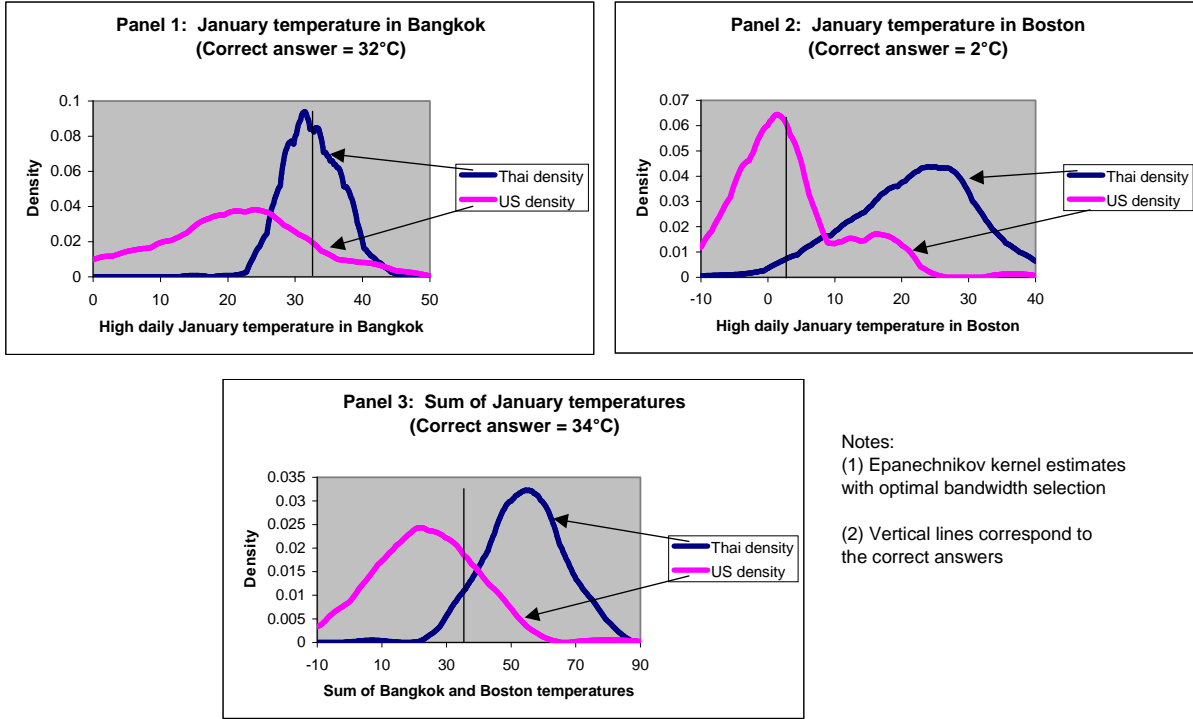 Panel 1: January temperature in Bangkok
(Correct answer = 32°C)
0.1
0.08
0.06
0.04
0.02
0
Density
0 10 20 30 40 50
High daily January temperature in Bangkok
Thai density
US density
Panel 2: January temperature in Boston
(Correct answer = 2°C)
0.07
0.06
0.05
0.04
0.03
0.02
0.01
0
Density
-10 0 10 20 30 40
High daily January temperature in Boston
Thai density
US density
Panel 3: Sum of January temperatures
(Correct answer = 34°C)
0.035
0.03
0.025
0.02
0.015
0.01
0.005
0
Density
-10 10 30 50 70 90
Sum of Bangkok and Boston temperatures
Thai density
US density
Notes:
(1) Epanechnikov kernel estimates
with optimal bandwidth selection
(2) Vertical lines correspond to
the correct answers